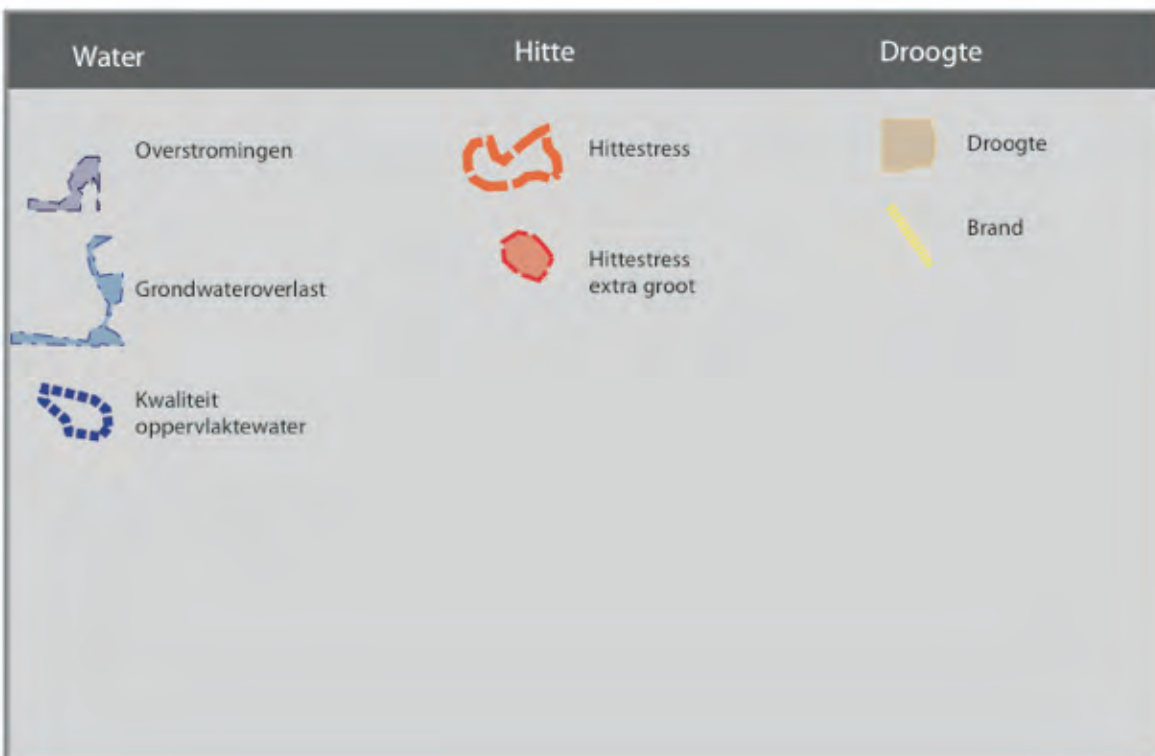 Water
Hitte
Droogte
Overstromingen
Grondwateroverlast
Kwaliteit
oppervlaktewater
Hittestress
Hittestress
extra groot
Droogte
Brand